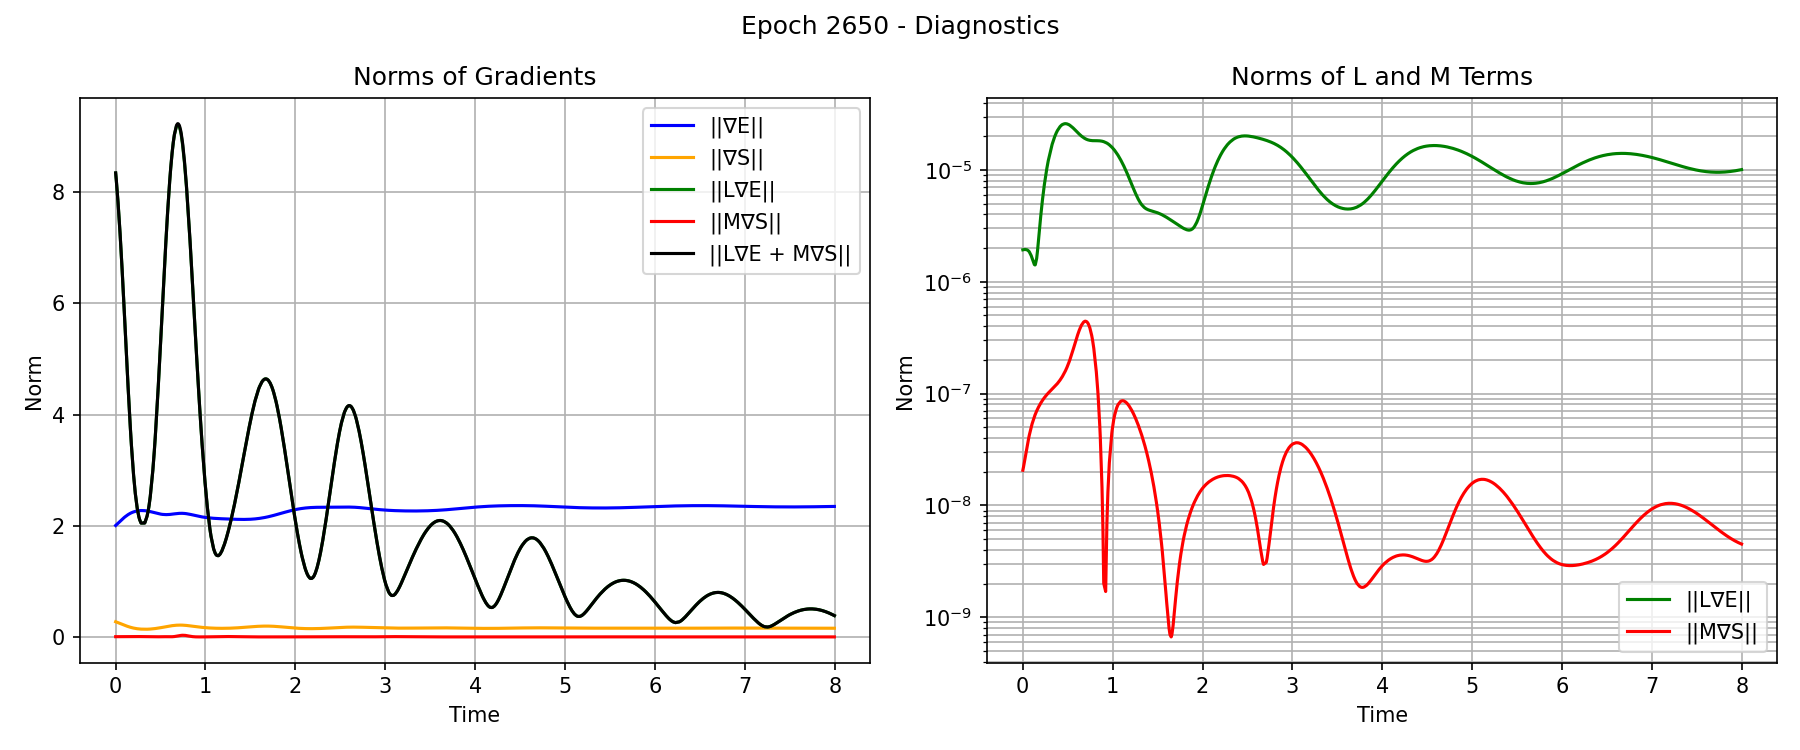 Epoch 2650 - Diagnostics
Norms of Gradients
Norm
8
6
4
2
0
0 1 2 3 4 5 6 7 8
Time
||∇E||
||∇S||
||L∇E||
||M∇S||
||L∇E + M∇S||
Norms of L and M Terms
Norm
10⁻⁵
10⁻⁶
10⁻⁷
10⁻⁸
10⁻⁹
0 1 2 3 4 5 6 7 8
Time
||L∇E||
||M∇S||